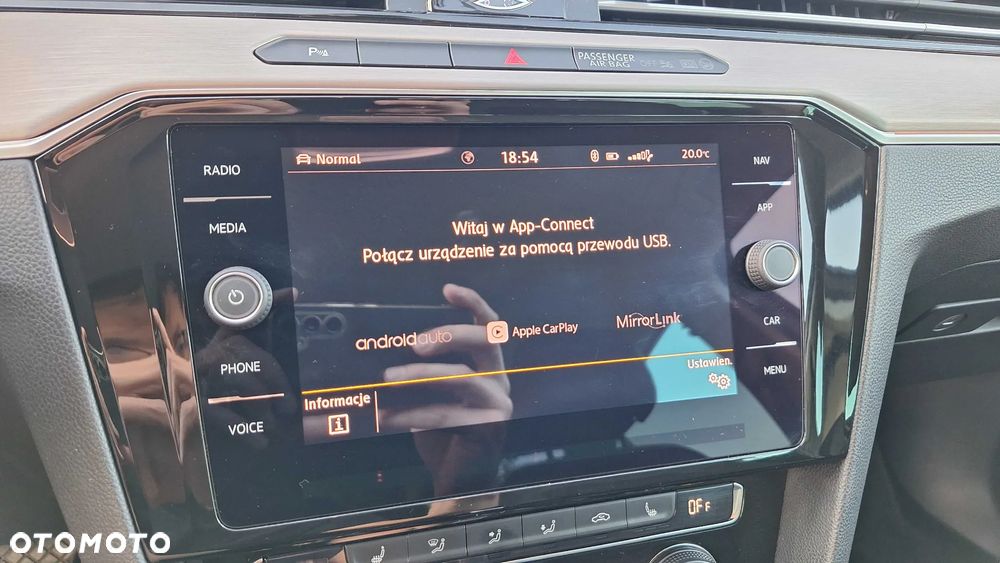 P
PASSENGER
AIR BAG
OFF
RADIO
MEDIA
PHONE
VOICE
Normal
18:54
20.0°C
Witaj w App-Connect
Połącz urządzenie za pomocą przewodu USB.
androidauto
Apple CarPlay
MirrorLink
Ustawien.
Informacje
i
NAV
APP
CAR
MENU
OFF
OTOMOTO